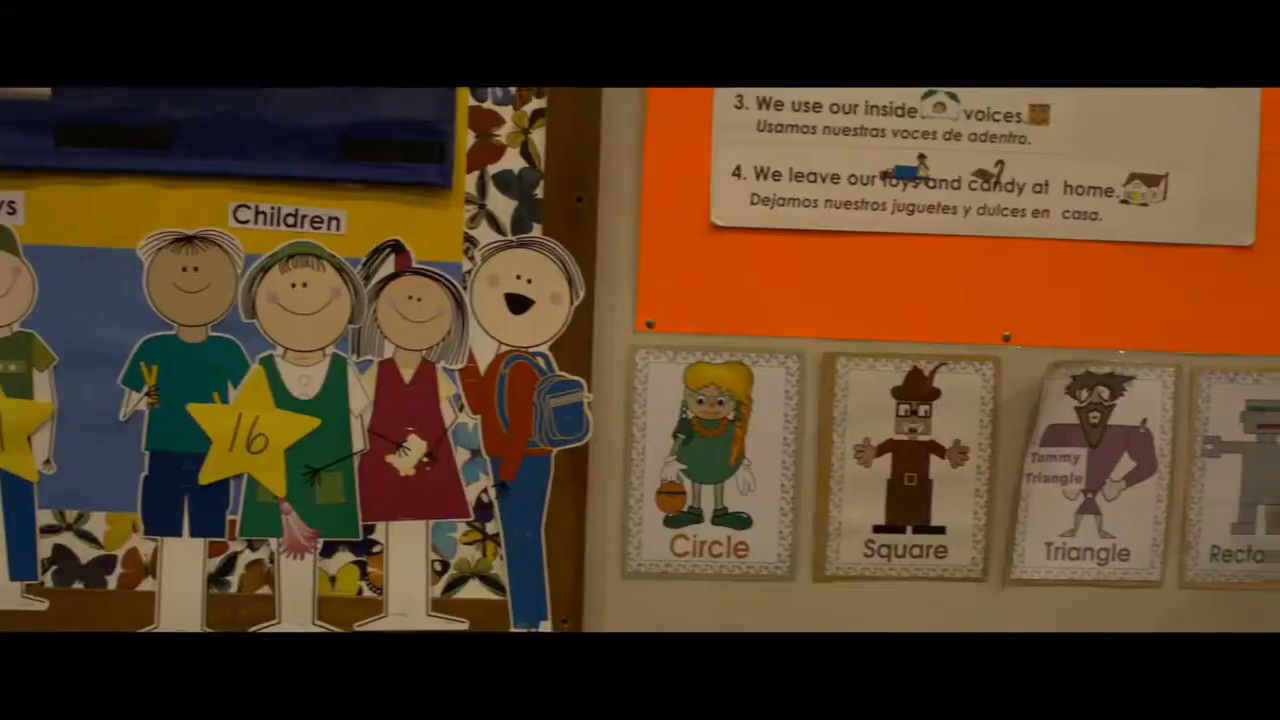 3. We use our inside voices.
Usamos nuestras voces de adentro.
4. We leave our toys and candy at home.
Dejamos nuestros juguetes y dulces en casa.
Children
16
Tommy
Triangle
Circle
Square
Triangle